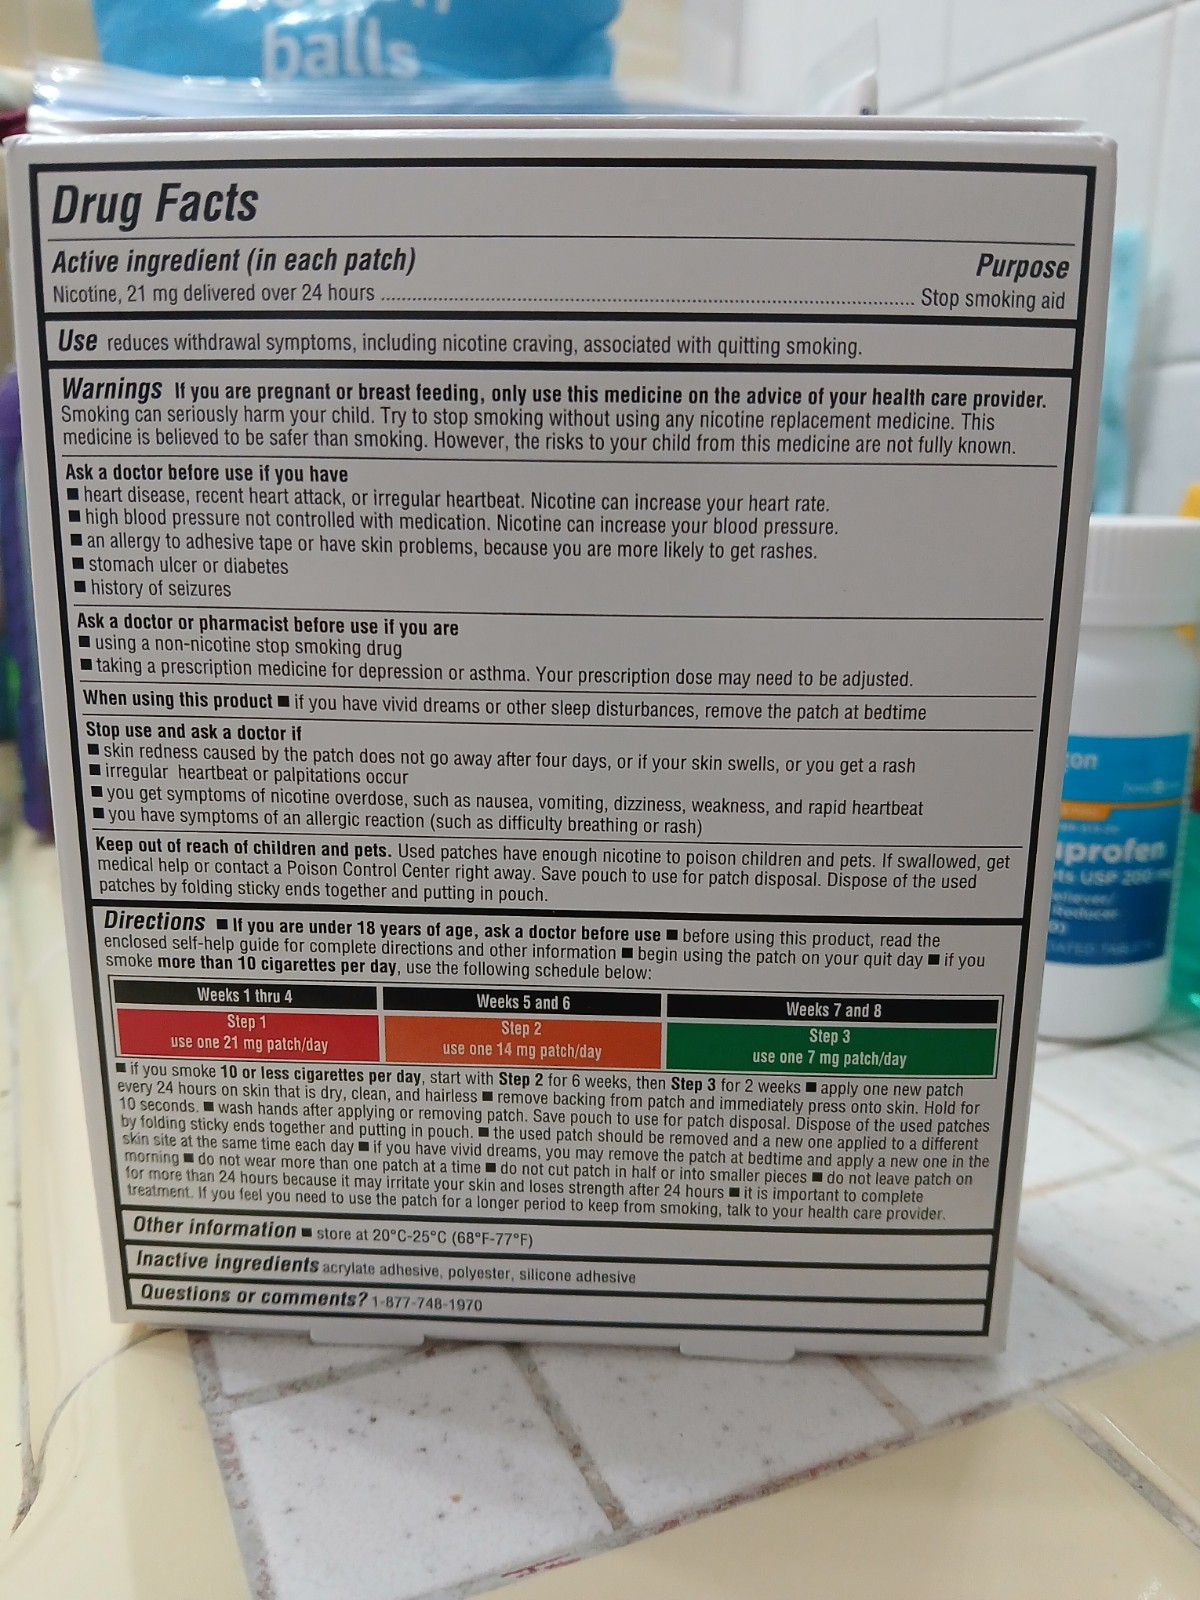 balls
Drug Facts
Active ingredient (in each patch) Purpose
Nicotine, 21 mg delivered over 24 hours ........ Stop smoking aid
Use reduces withdrawal symptoms, including nicotine craving, associated with quitting smoking.
Warnings If you are pregnant or breast feeding, only use this medicine on the advice of your health care provider.
Smoking can seriously harm your child. Try to stop smoking without using any nicotine replacement medicine. This
medicine is believed to be safer than smoking. However, the risks to your child from this medicine are not fully known.
Ask a doctor before use if you have
■ heart disease, recent heart attack, or irregular heartbeat. Nicotine can increase your heart rate.
■ high blood pressure not controlled with medication. Nicotine can increase your blood pressure.
■ an allergy to adhesive tape or have skin problems, because you are more likely to get rashes.
■ stomach ulcer or diabetes
■ history of seizures
Ask a doctor or pharmacist before use if you are
■ using a non-nicotine stop smoking drug
■ taking a prescription medicine for depression or asthma. Your prescription dose may need to be adjusted.
When using this product ■ if you have vivid dreams or other sleep disturbances, remove the patch at bedtime
Stop use and ask a doctor if
■ skin redness caused by the patch does not go away after four days, or if your skin swells, or you get a rash
■ irregular heartbeat or palpitations occur
■ you get symptoms of nicotine overdose, such as nausea, vomiting, dizziness, weakness, and rapid heartbeat
■ you have symptoms of an allergic reaction (such as difficulty breathing or rash)
Keep out of reach of children and pets. Used patches have enough nicotine to poison children and pets. If swallowed, get
medical help or contact a Poison Control Center right away. Save pouch to use for patch disposal. Dispose of the used
patches by folding sticky ends together and putting in pouch.
Directions ■ If you are under 18 years of age, ask a doctor before use ■ before using this product, read the
enclosed self-help guide for complete directions and other information ■ begin using the patch on your quit day ■ if you
smoke more than 10 cigarettes per day, use the following schedule below:
Weeks 1 thru 4 Weeks 5 and 6 Weeks 7 and 8
Step 1 Step 2 Step 3
use one 21 mg patch/day use one 14 mg patch/day use one 7 mg patch/day
■ if you smoke 10 or less cigarettes per day, start with Step 2 for 6 weeks, then Step 3 for 2 weeks ■ apply one new patch
every 24 hours on skin that is dry, clean, and hairless ■ remove backing from patch and immediately press onto skin. Hold for
10 seconds. ■ wash hands after applying or removing patch. Save pouch to use for patch disposal. Dispose of the used patches
by folding sticky ends together and putting in pouch. ■ the used patch should be removed and a new one applied to a different
skin site at the same time each day ■ if you have vivid dreams, you may remove the patch at bedtime and apply a new one in the
morning ■ do not wear more than one patch at a time ■ do not cut patch in half or into smaller pieces ■ do not leave patch on
for more than 24 hours because it may irritate your skin and loses strength after 24 hours ■ it is important to complete
treatment. If you feel you need to use the patch for a longer period to keep from smoking, talk to your health care provider.
Other information ■ store at 20°C-25°C (68°F-77°F)
Inactive ingredients acrylate adhesive, polyester, silicone adhesive
Questions or comments? 1-877-748-1970
zon
uprofen
USP 200
eliever/
Reducer